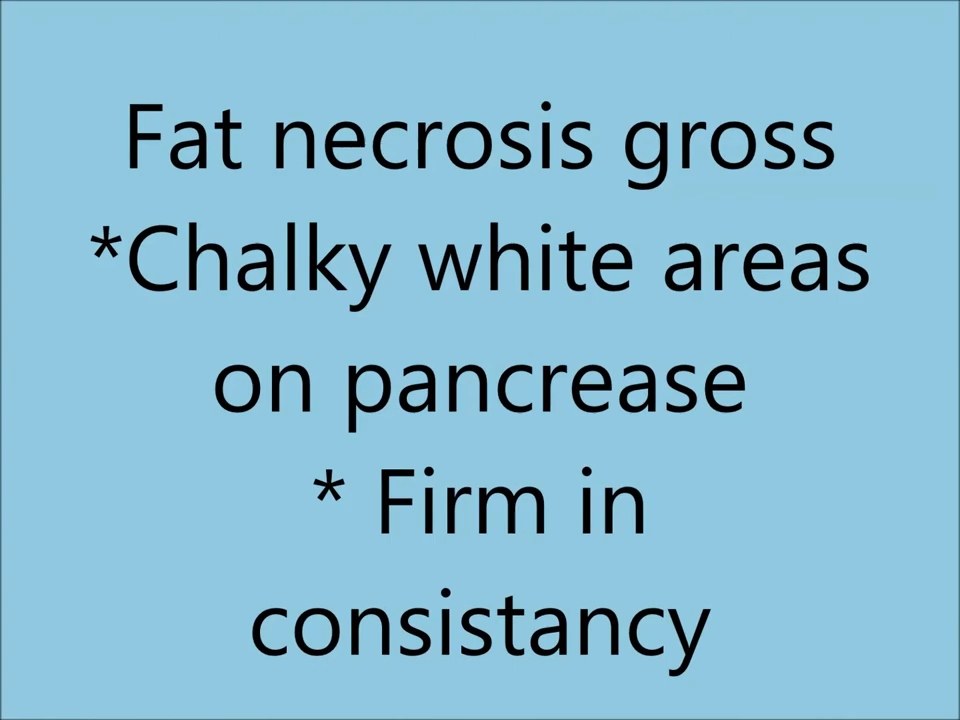 Fat necrosis gross
*Chalky white areas
on pancrease
* Firm in
consistancy